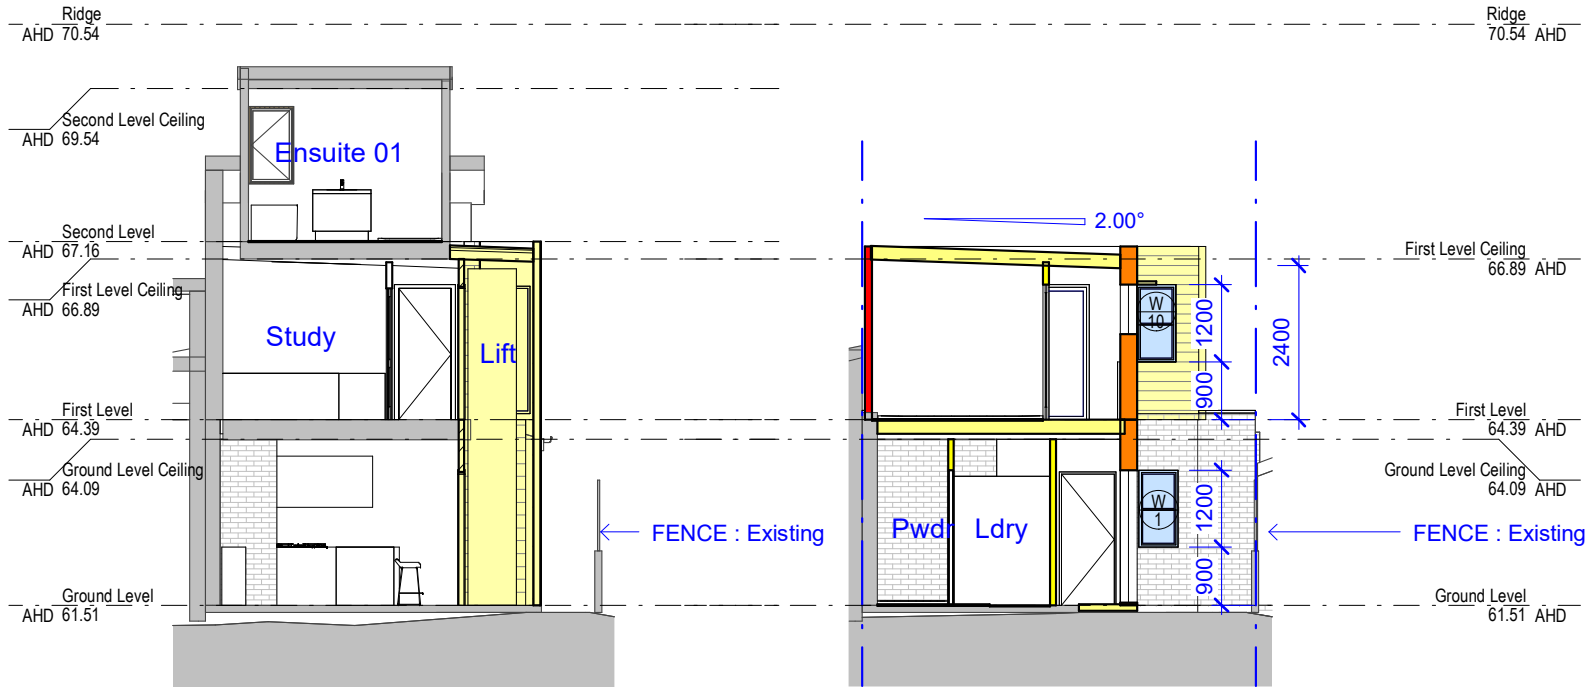 Ridge
AHD 70.54
Second Level Ceiling
AHD 69.54
Second Level
AHD 67.16
First Level Ceiling
AHD 66.89
First Level
AHD 64.39
Ground Level Ceiling
AHD 64.09
Ground Level
AHD 61.51
Ensuite 01
Study
Lift
FENCE : Existing
2.00°
W
10
1200
900
2400
Pwdr
Ldry
W
1
1200
900
FENCE : Existing
Ridge
70.54 AHD
First Level Ceiling
66.89 AHD
First Level
64.39 AHD
Ground Level Ceiling
64.09 AHD
Ground Level
61.51 AHD